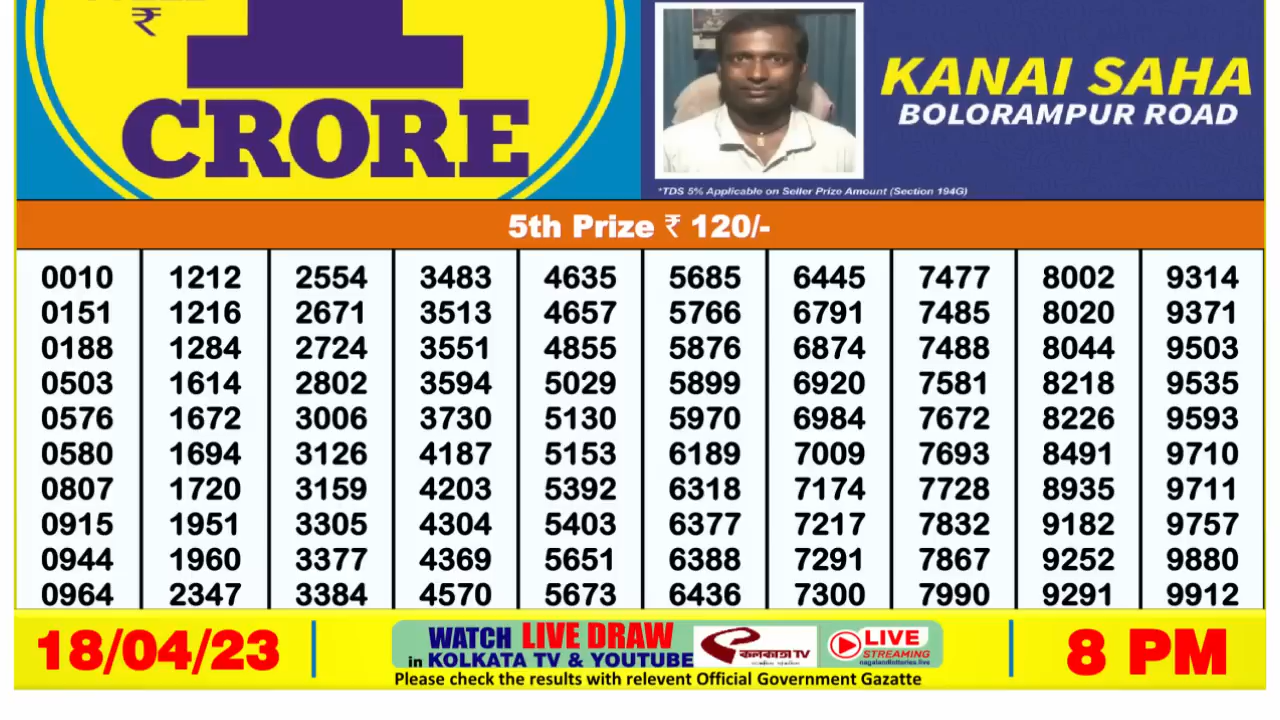 ₹
1
CRORE
KANAI SAHA
BOLORAMPUR ROAD
*TDS 5% Applicable on Seller Prize Amount (Section 194G)
5th Prize ₹ 120/-
0010 1212 2554 3483 4635 5685 6445 7477 8002 9314
0151 1216 2671 3513 4657 5766 6791 7485 8020 9371
0188 1284 2724 3551 4855 5876 6874 7488 8044 9503
0503 1614 2802 3594 5029 5899 6920 7581 8218 9535
0576 1672 3006 3730 5130 5970 6984 7672 8226 9593
0580 1694 3126 4187 5153 6189 7009 7693 8491 9710
0807 1720 3159 4203 5392 6318 7174 7728 8935 9711
0915 1951 3305 4304 5403 6377 7217 7832 9182 9757
0944 1960 3377 4369 5651 6388 7291 7867 9252 9880
0964 2347 3384 4570 5673 6436 7300 7990 9291 9912
18/04/23
WATCH LIVE DRAW
in KOLKATA TV & YOUTUBE
কলকাতা TV
LIVE
STREAMING
nagalandlotteries.live
Please check the results with relevent Official Government Gazatte
8 PM